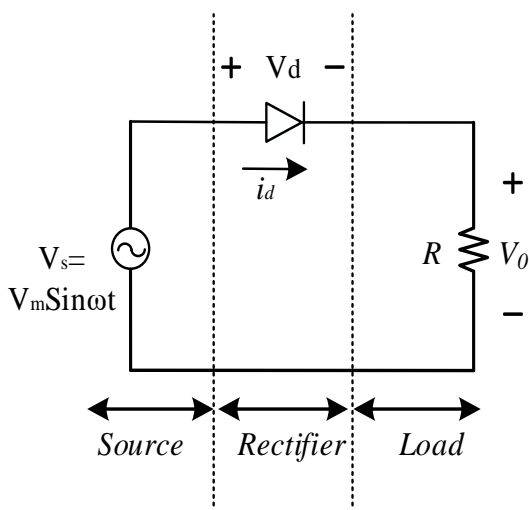 + Vd −
id
+
Vs=
VmSinωt
R
V0
−
Source
Rectifier
Load